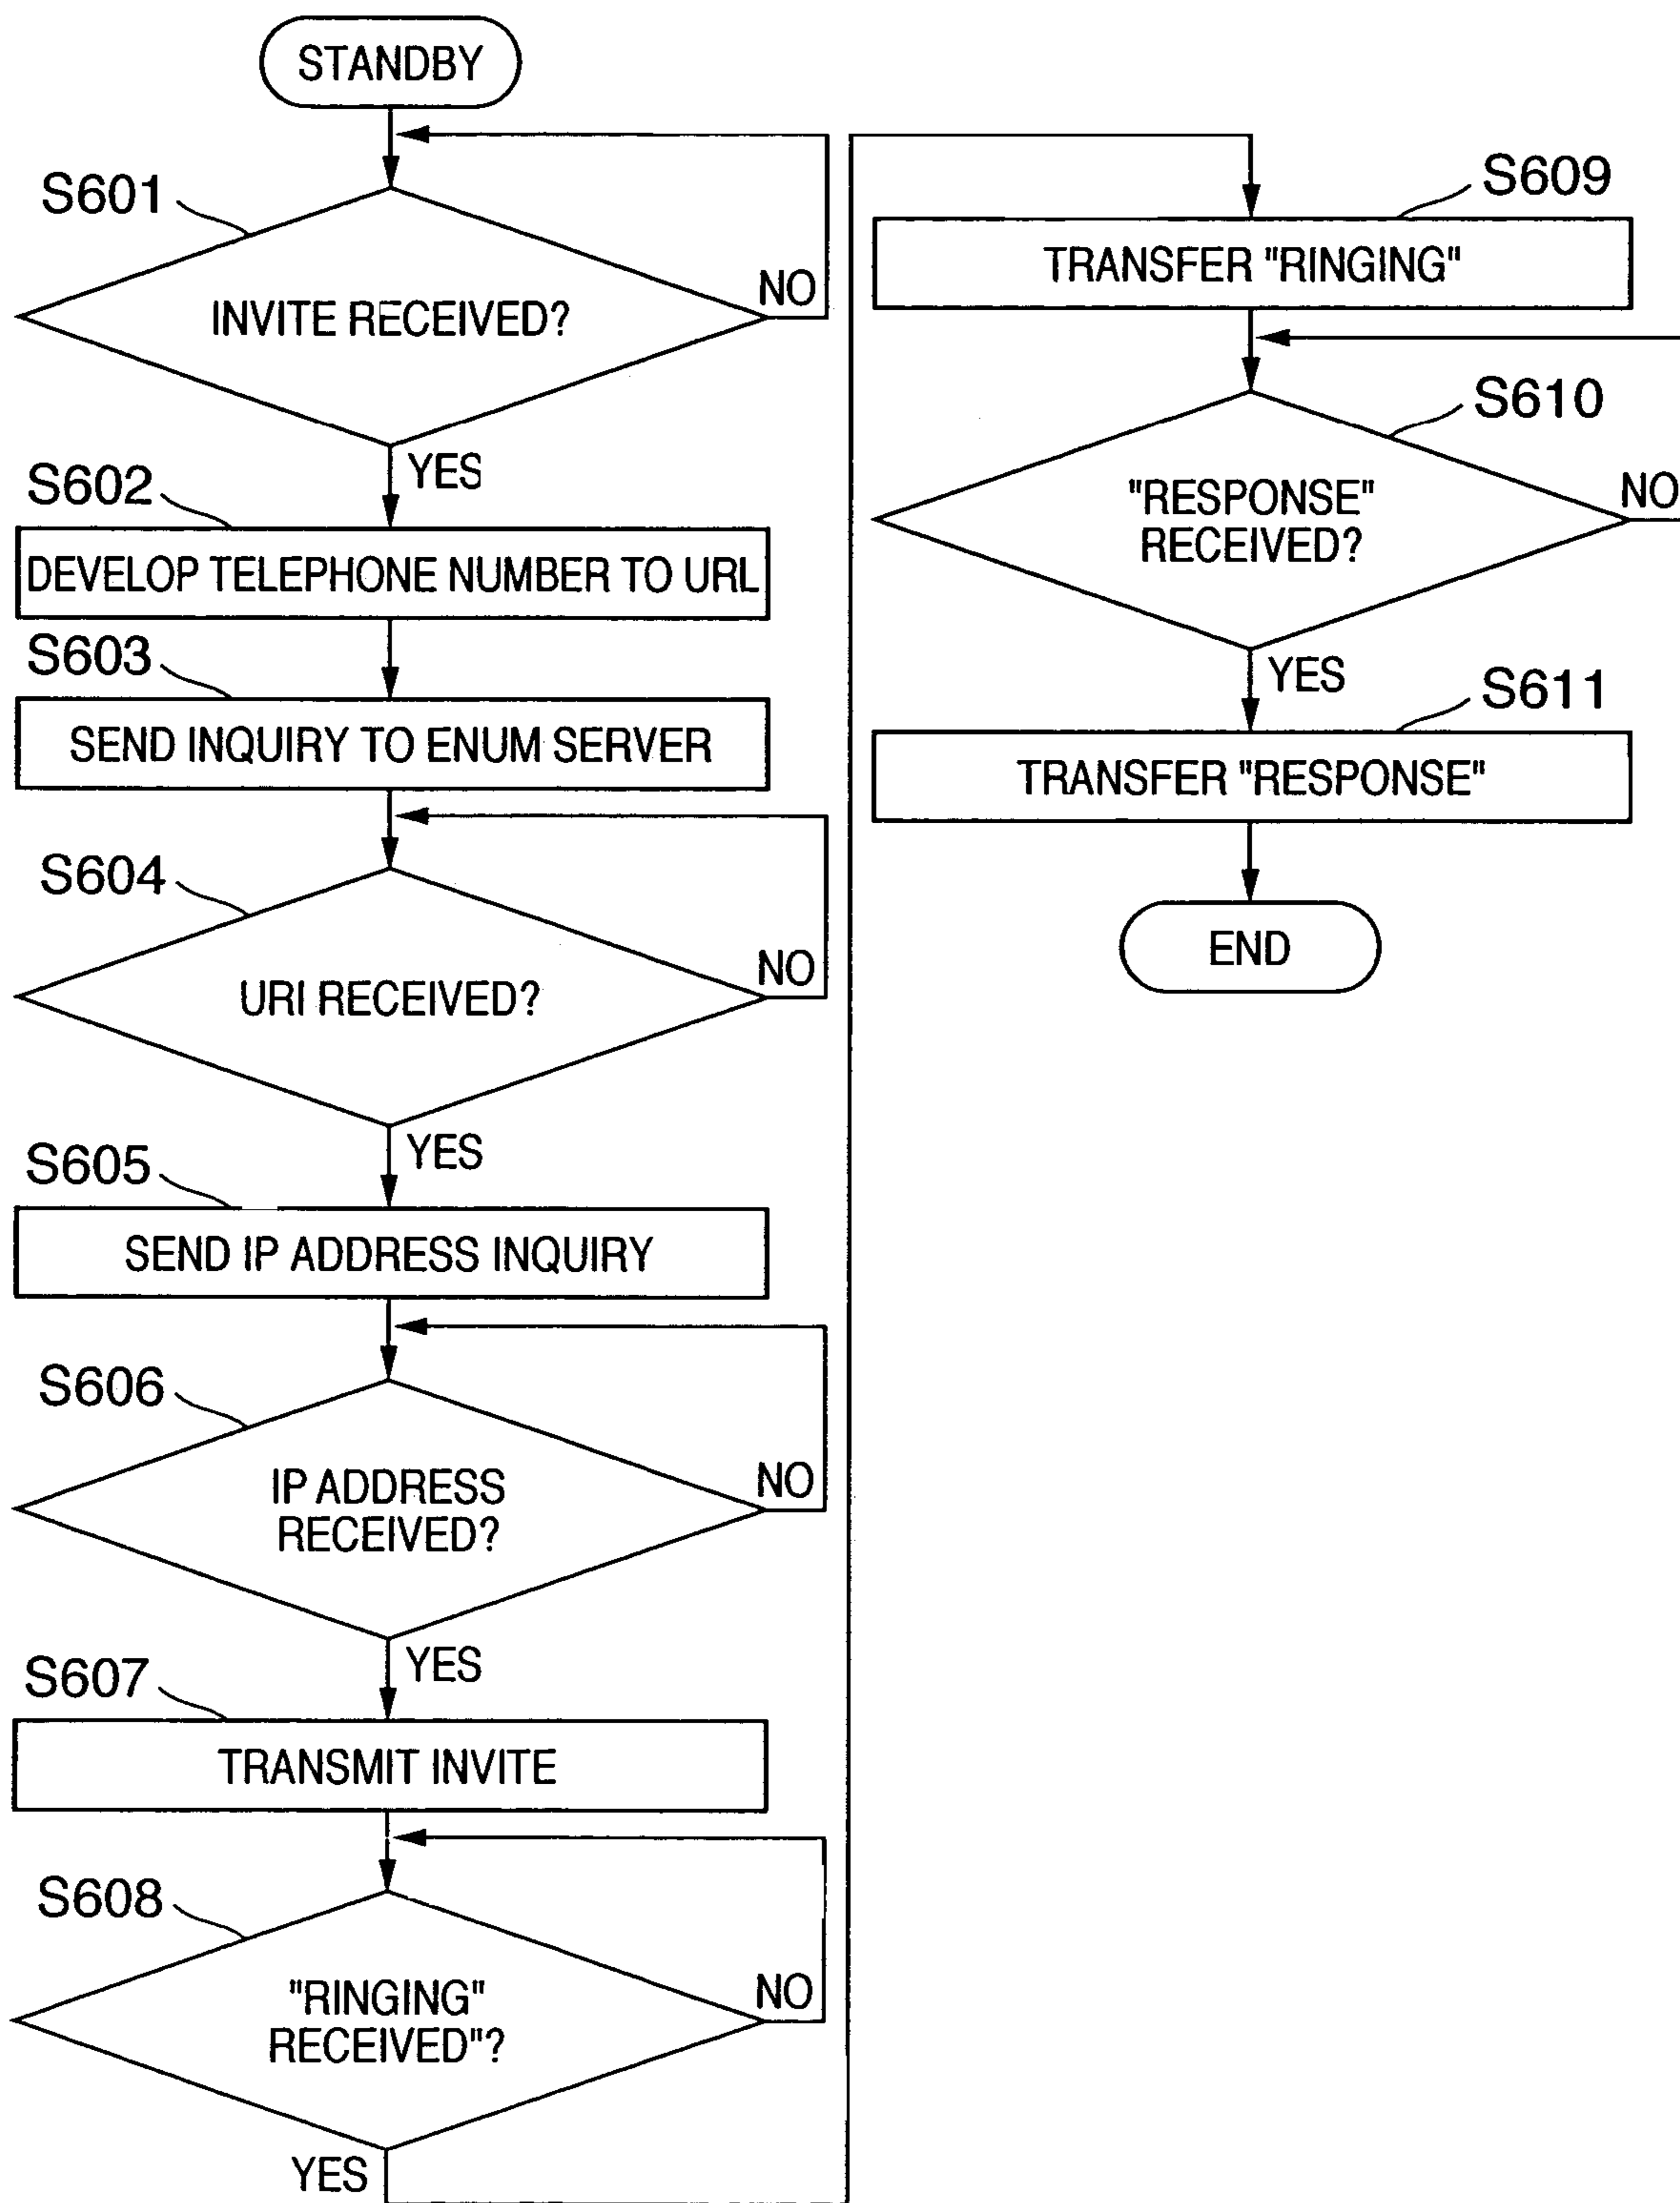 STANDBY
S601
INVITE RECEIVED?
NO
YES
S602
DEVELOP TELEPHONE NUMBER TO URL
S603
SEND INQUIRY TO ENUM SERVER
S604
URI RECEIVED?
NO
YES
S605
SEND IP ADDRESS INQUIRY
S606
IP ADDRESS
RECEIVED?
NO
YES
S607
TRANSMIT INVITE
S608
"RINGING"
RECEIVED"?
NO
YES
S609
TRANSFER "RINGING"
S610
"RESPONSE"
RECEIVED?
NO
YES
S611
TRANSFER "RESPONSE"
END